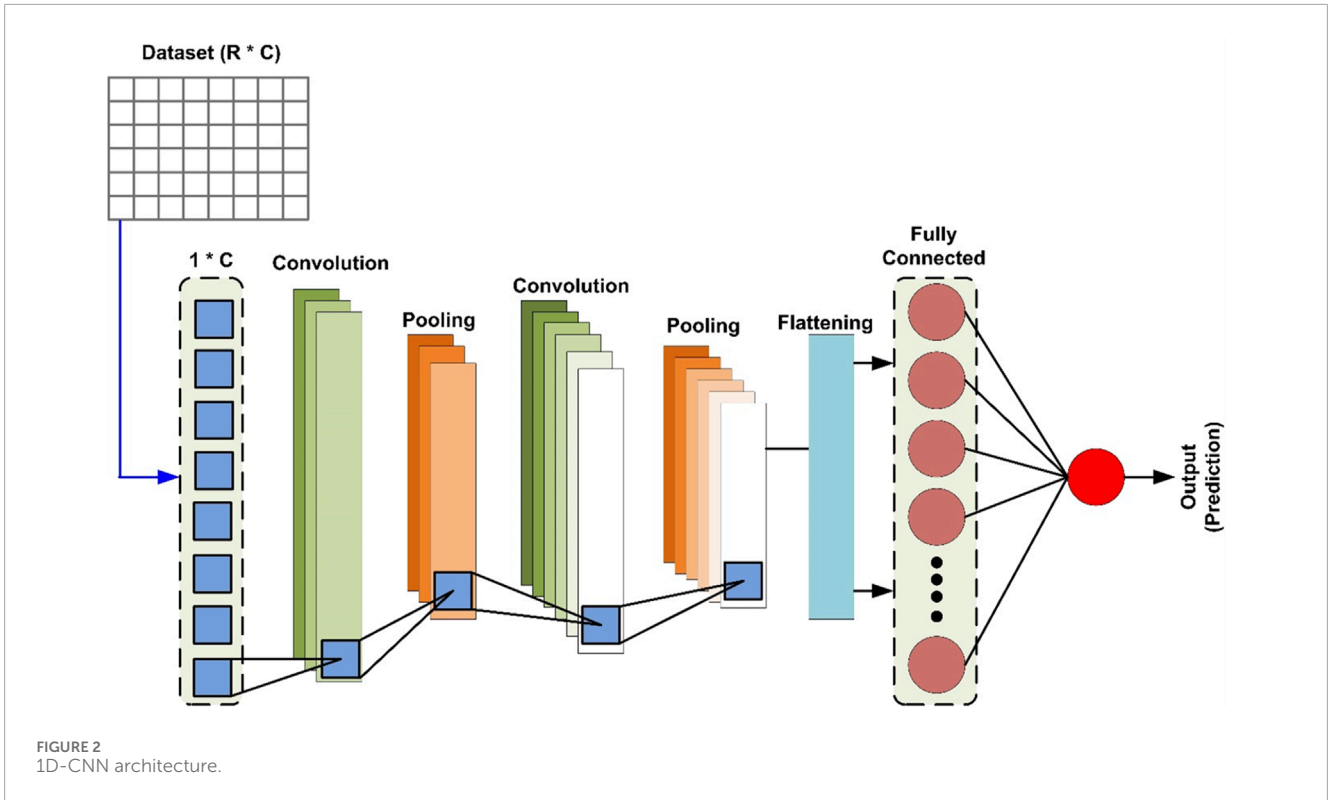 Dataset (R * C)
1 * C
Convolution
Pooling
Convolution
Pooling
Flattening
Fully
Connected
Output
(Prediction)
FIGURE 2
1D-CNN architecture.